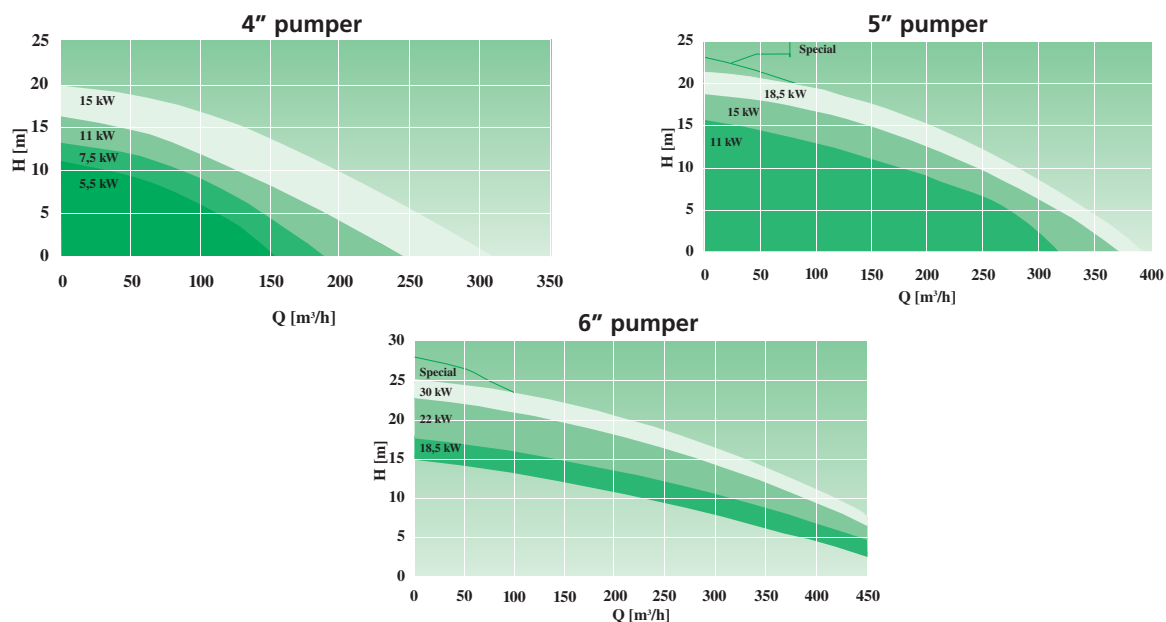 4” pumper
25
20
15
10
5
0
H [m]
15 kW
11 kW
7,5 kW
5,5 kW
0 50 100 150 200 250 300 350
Q [m³/h]
5” pumper
25
20
15
10
5
0
H [m]
Special
18,5 kW
15 kW
11 kW
0 50 100 150 200 250 300 350 400
Q [m³/h]
6” pumper
30
25
20
15
10
5
0
H [m]
Special
30 kW
22 kW
18,5 kW
0 50 100 150 200 250 300 350 400 450
Q [m³/h]